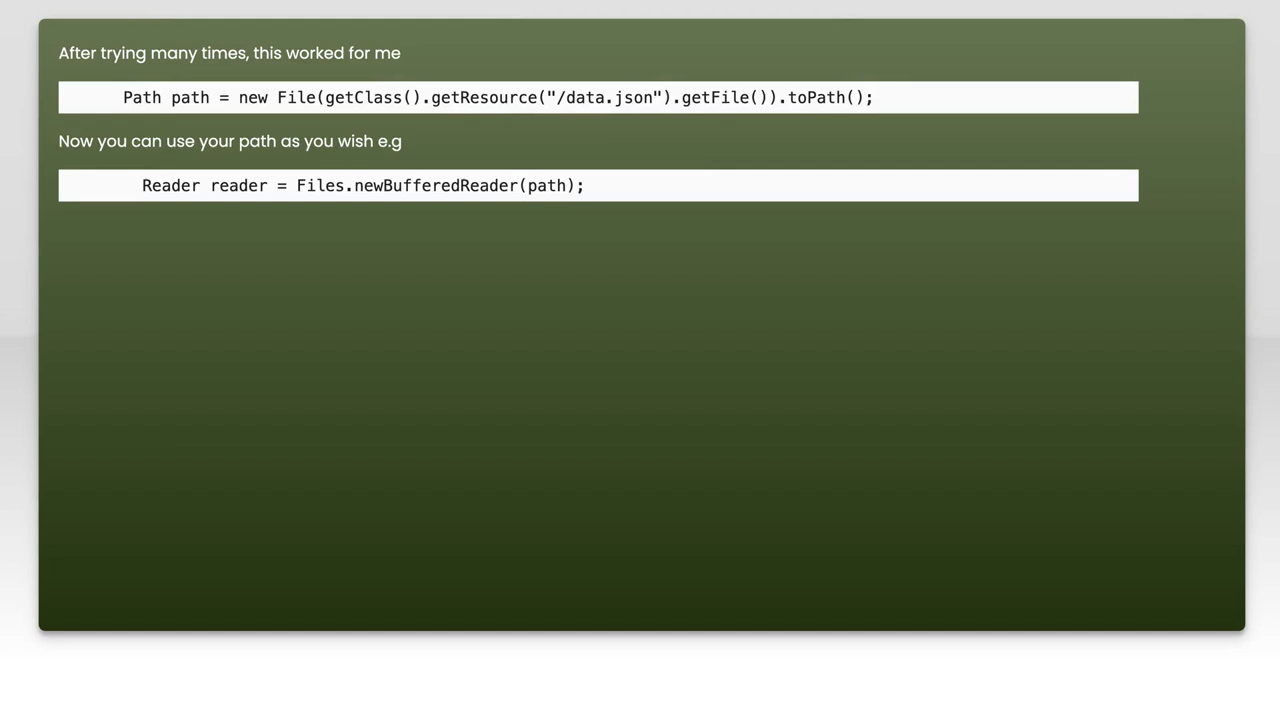 After trying many times, this worked for me
Path path = new File(getClass().getResource("/data.json").getFile()).toPath();
Now you can use your path as you wish e.g
Reader reader = Files.newBufferedReader(path);